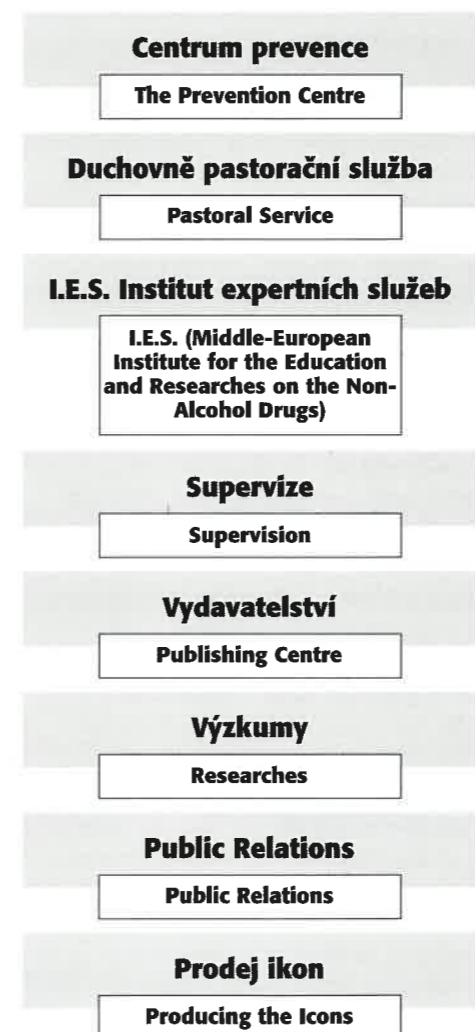 Centrum prevence
The Prevention Centre
Duchovně pastorační služba
Pastoral Service
I.E.S. Institut expertních služeb
I.E.S. (Middle-European
Institute for the Education
and Researches on the Non-
Alcohol Drugs)
Supervize
Supervision
Vydavatelství
Publishing Centre
Výzkumy
Researches
Public Relations
Public Relations
Prodej ikon
Producing the Icons